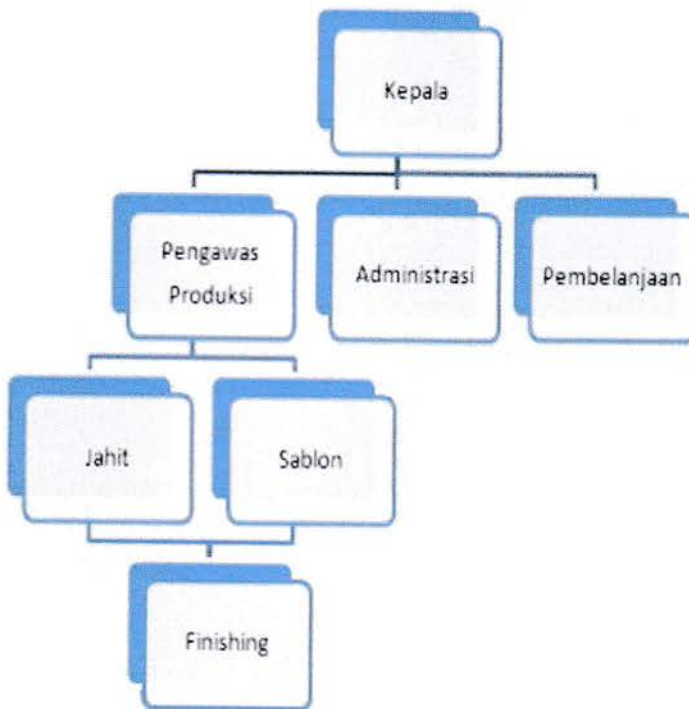 Kepala
Pengawas
Produksi
Administrasi
Pembelanjaan
Jahit
Sablon
Finishing